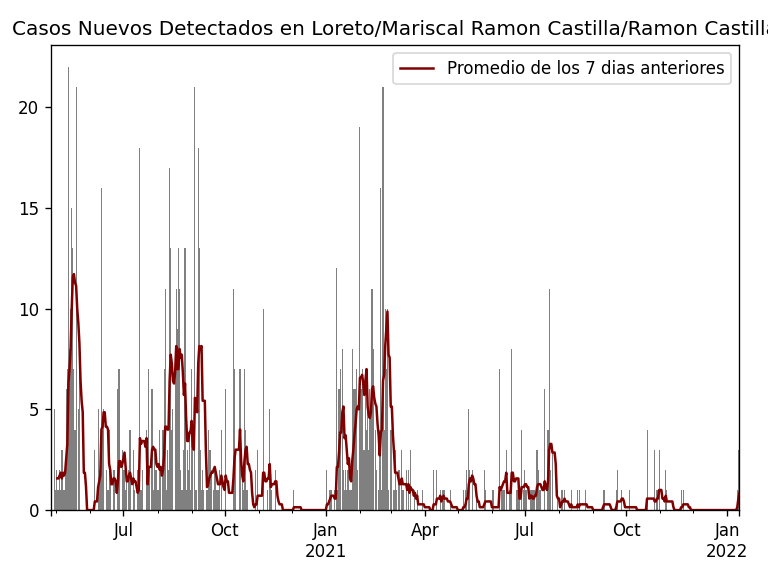 Casos Nuevos Detectados en Loreto/Mariscal Ramon Castilla/Ramon Castilla
Promedio de los 7 dias anteriores
20
15
10
5
0
Jul Oct Jan Apr Jul Oct Jan
2021 2022